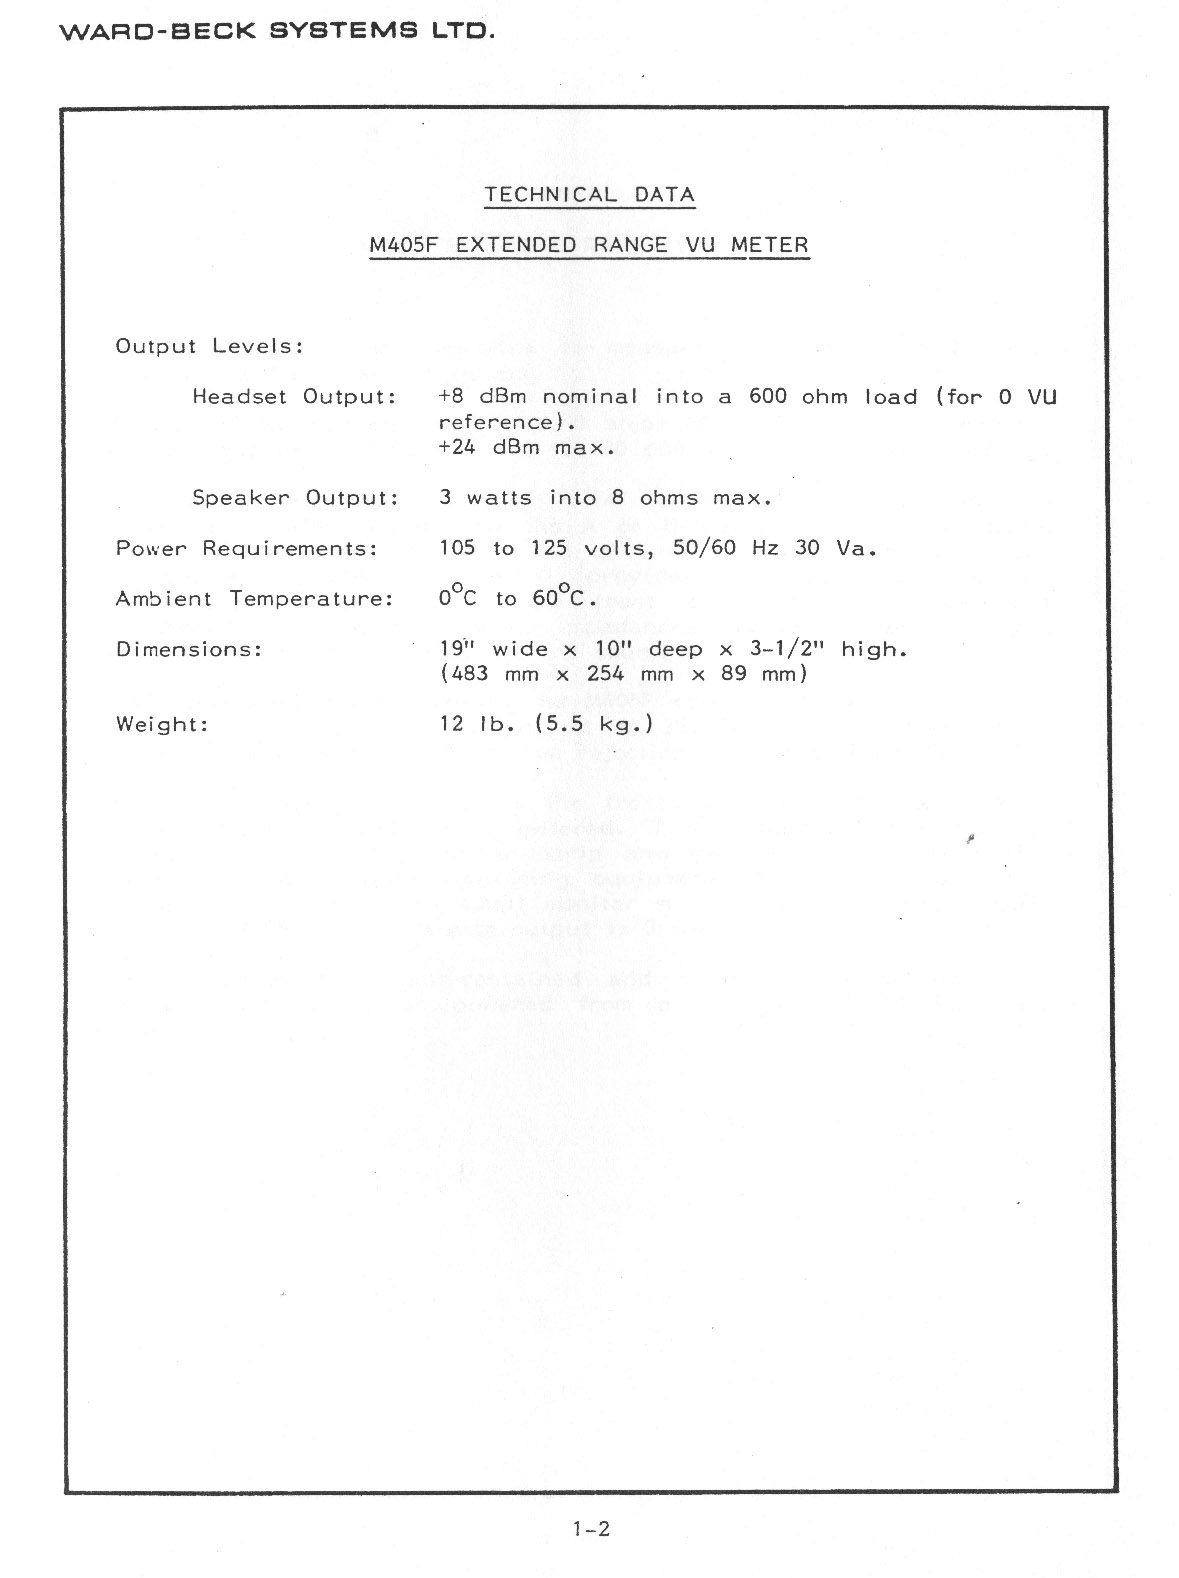 WARD-BECK SYSTEMS LTD.
TECHNICAL DATA
M405F EXTENDED RANGE VU METER
Output Levels:
Headset Output: +8 dBm nominal into a 600 ohm load (for 0 VU
reference).
+24 dBm max.
Speaker Output: 3 watts into 8 ohms max.
Power Requirements: 105 to 125 volts, 50/60 Hz 30 Va.
Ambient Temperature: 0°C to 60°C.
Dimensions: 19" wide x 10" deep x 3-1/2" high.
(483 mm x 254 mm x 89 mm)
Weight: 12 lb. (5.5 kg.)
1-2